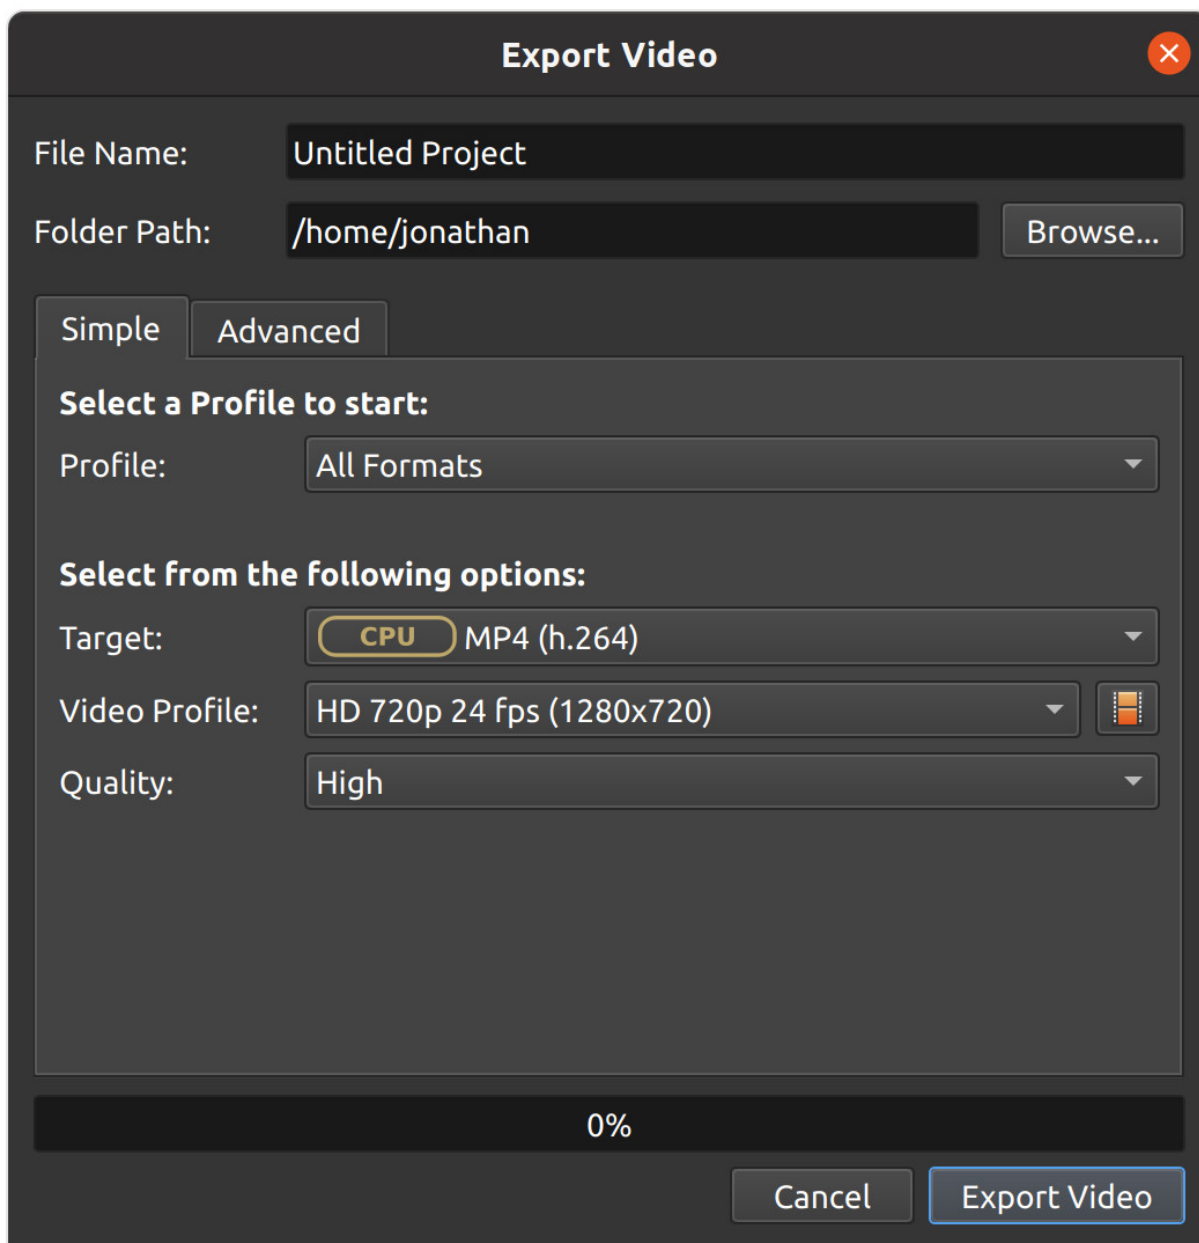 Export Video
File Name: Untitled Project
Folder Path: /home/jonathan Browse...
Simple Advanced
Select a Profile to start:
Profile: All Formats
Select from the following options:
Target: CPU MP4 (h.264)
Video Profile: HD 720p 24 fps (1280x720)
Quality: High
0%
Cancel Export Video